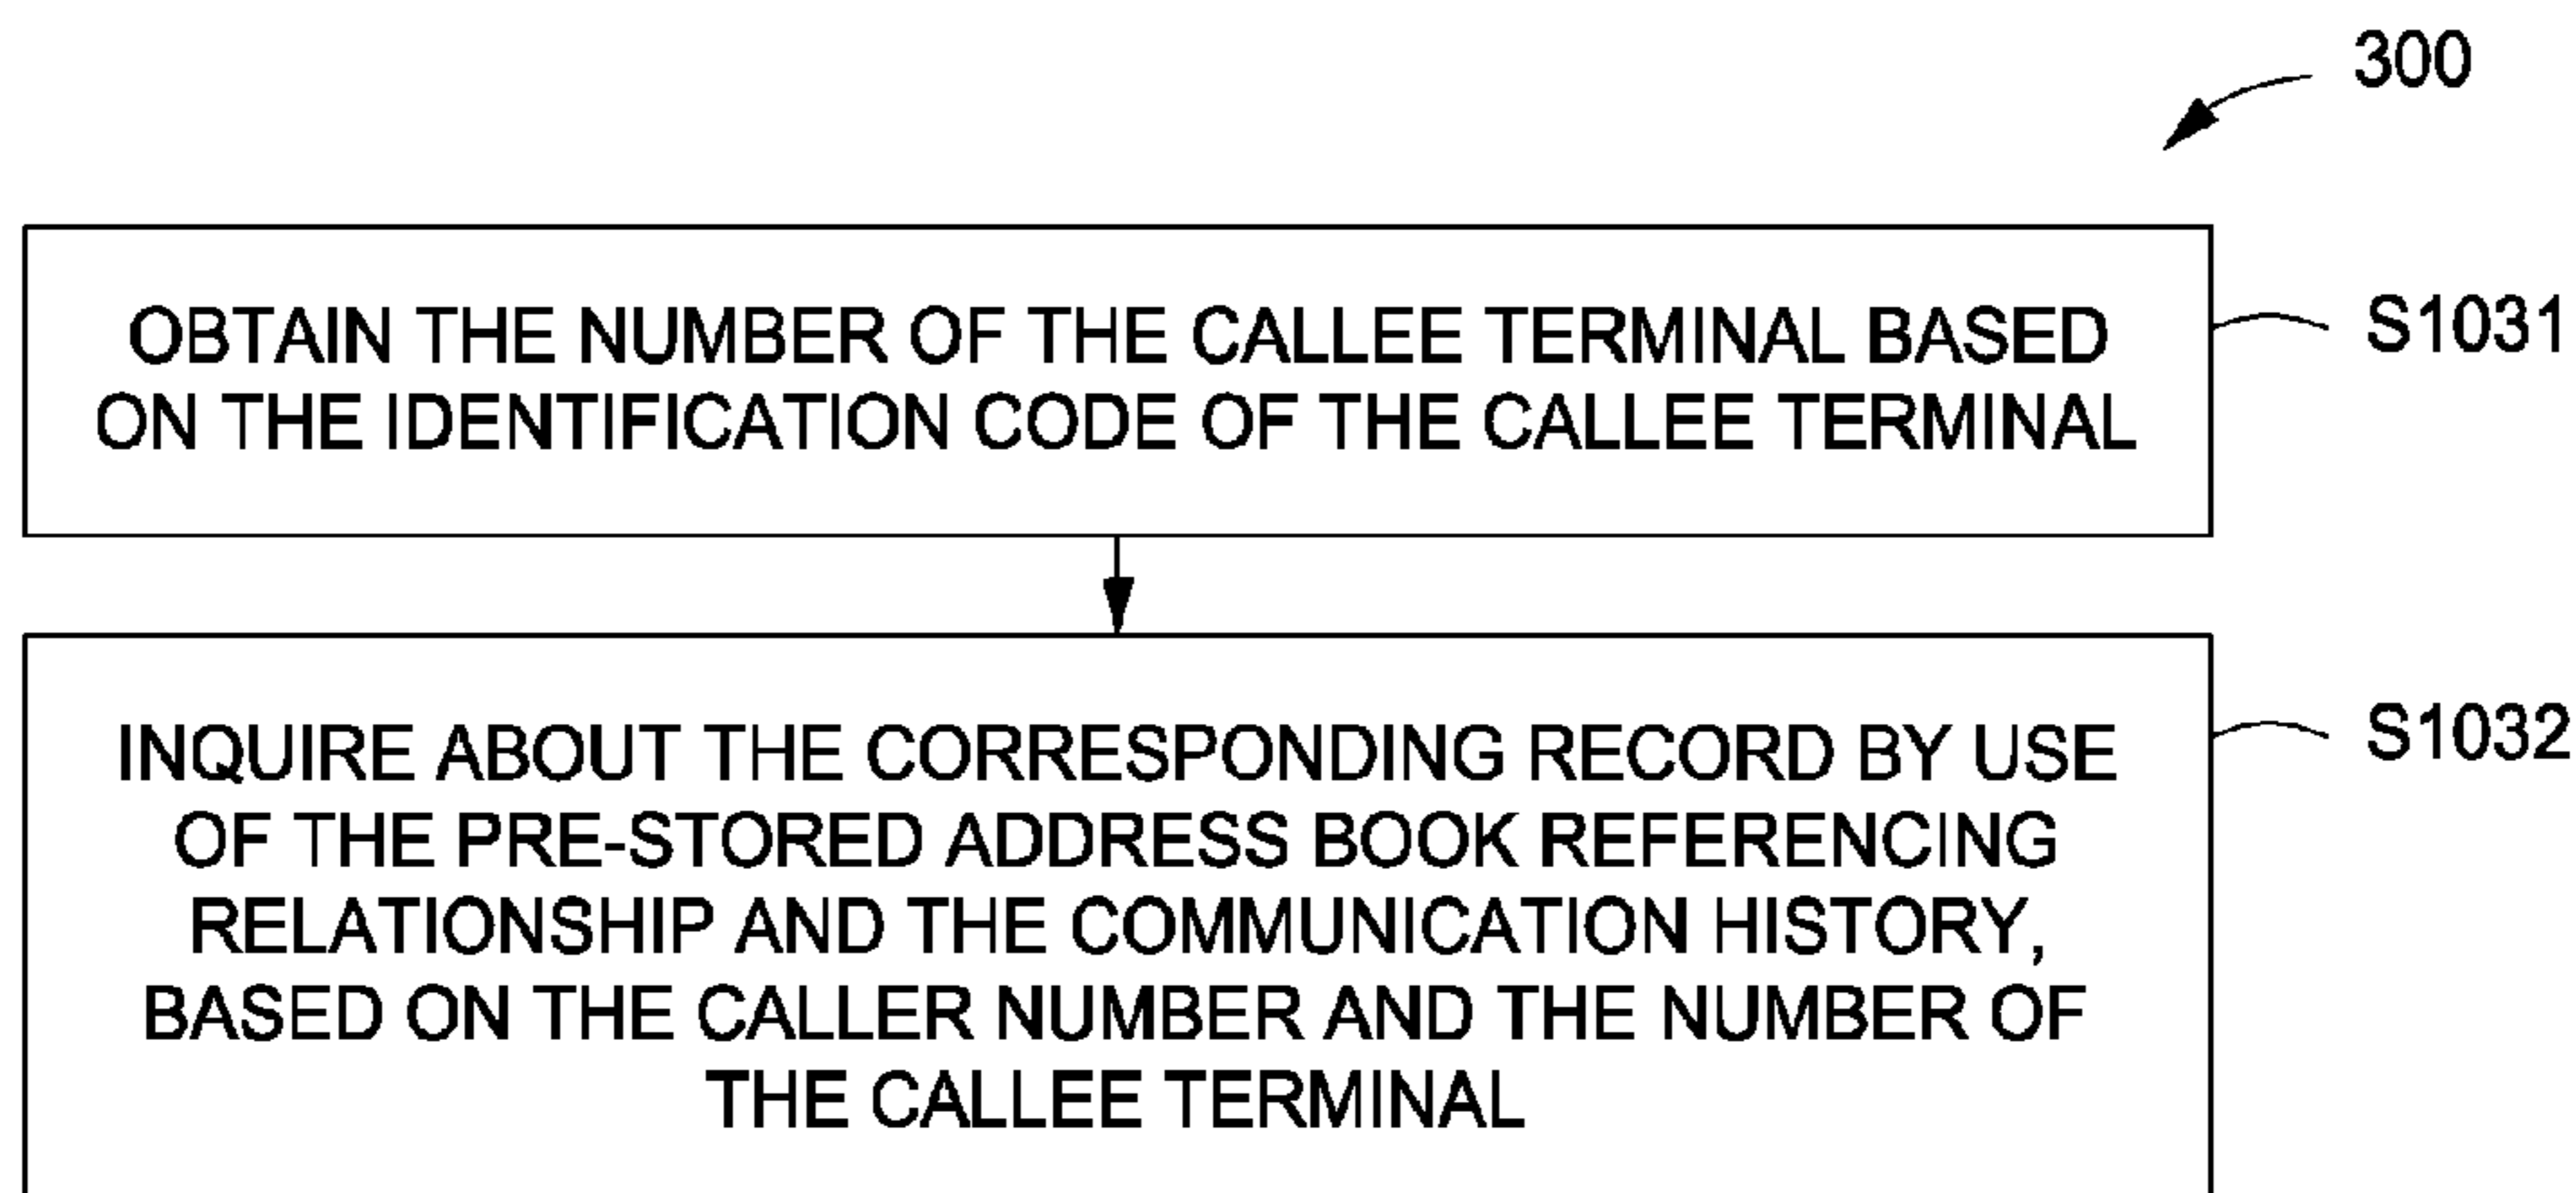 300
OBTAIN THE NUMBER OF THE CALLEE TERMINAL BASED
ON THE IDENTIFICATION CODE OF THE CALLEE TERMINAL
S1031
INQUIRE ABOUT THE CORRESPONDING RECORD BY USE
OF THE PRE-STORED ADDRESS BOOK REFERENCING
RELATIONSHIP AND THE COMMUNICATION HISTORY,
BASED ON THE CALLER NUMBER AND THE NUMBER OF
THE CALLEE TERMINAL
S1032